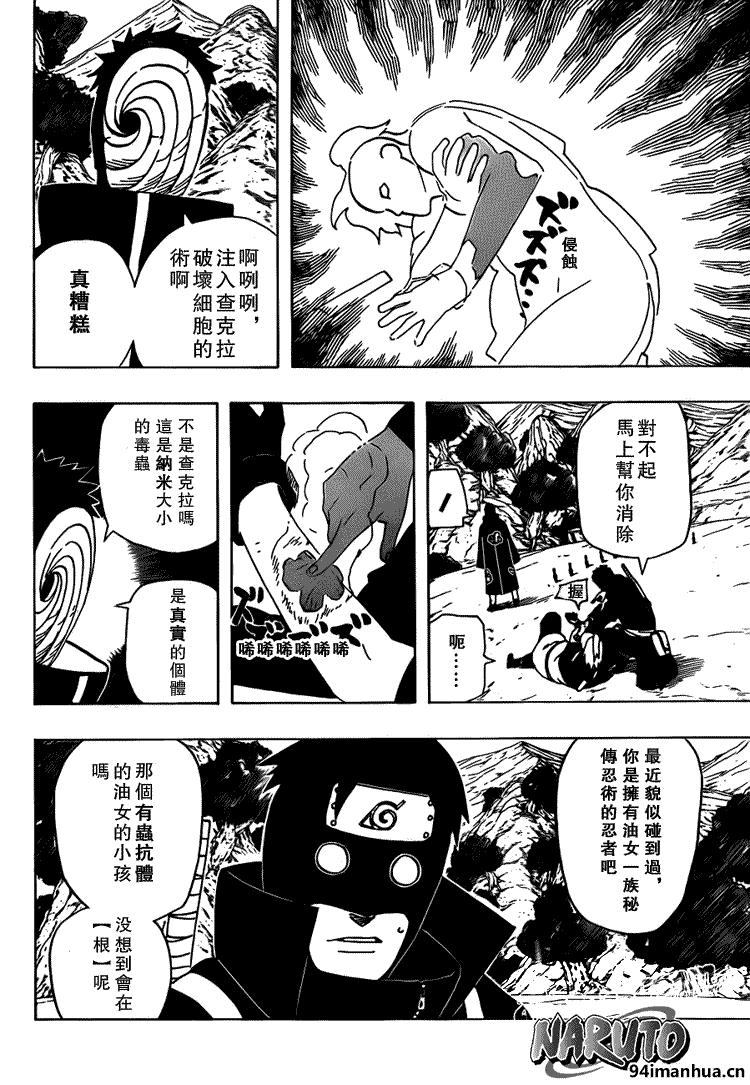 ズズズ…
侵蝕
啊咧咧，
注入查克拉
破壞細胞的
術啊
真糟糕
對不起
馬上幫你消除
握
呃
……
唏唏唏唏唏唏
不是查克拉嗎
這是納米大小
的毒蟲
是真實的個體
最近貌似碰到過，
你是擁有油女一族秘
傳忍術的忍者吧
那個有蟲抗體
的油女的小孩
嗎
没想到會在
【根】呢
NARUTO
94imanhua.cn